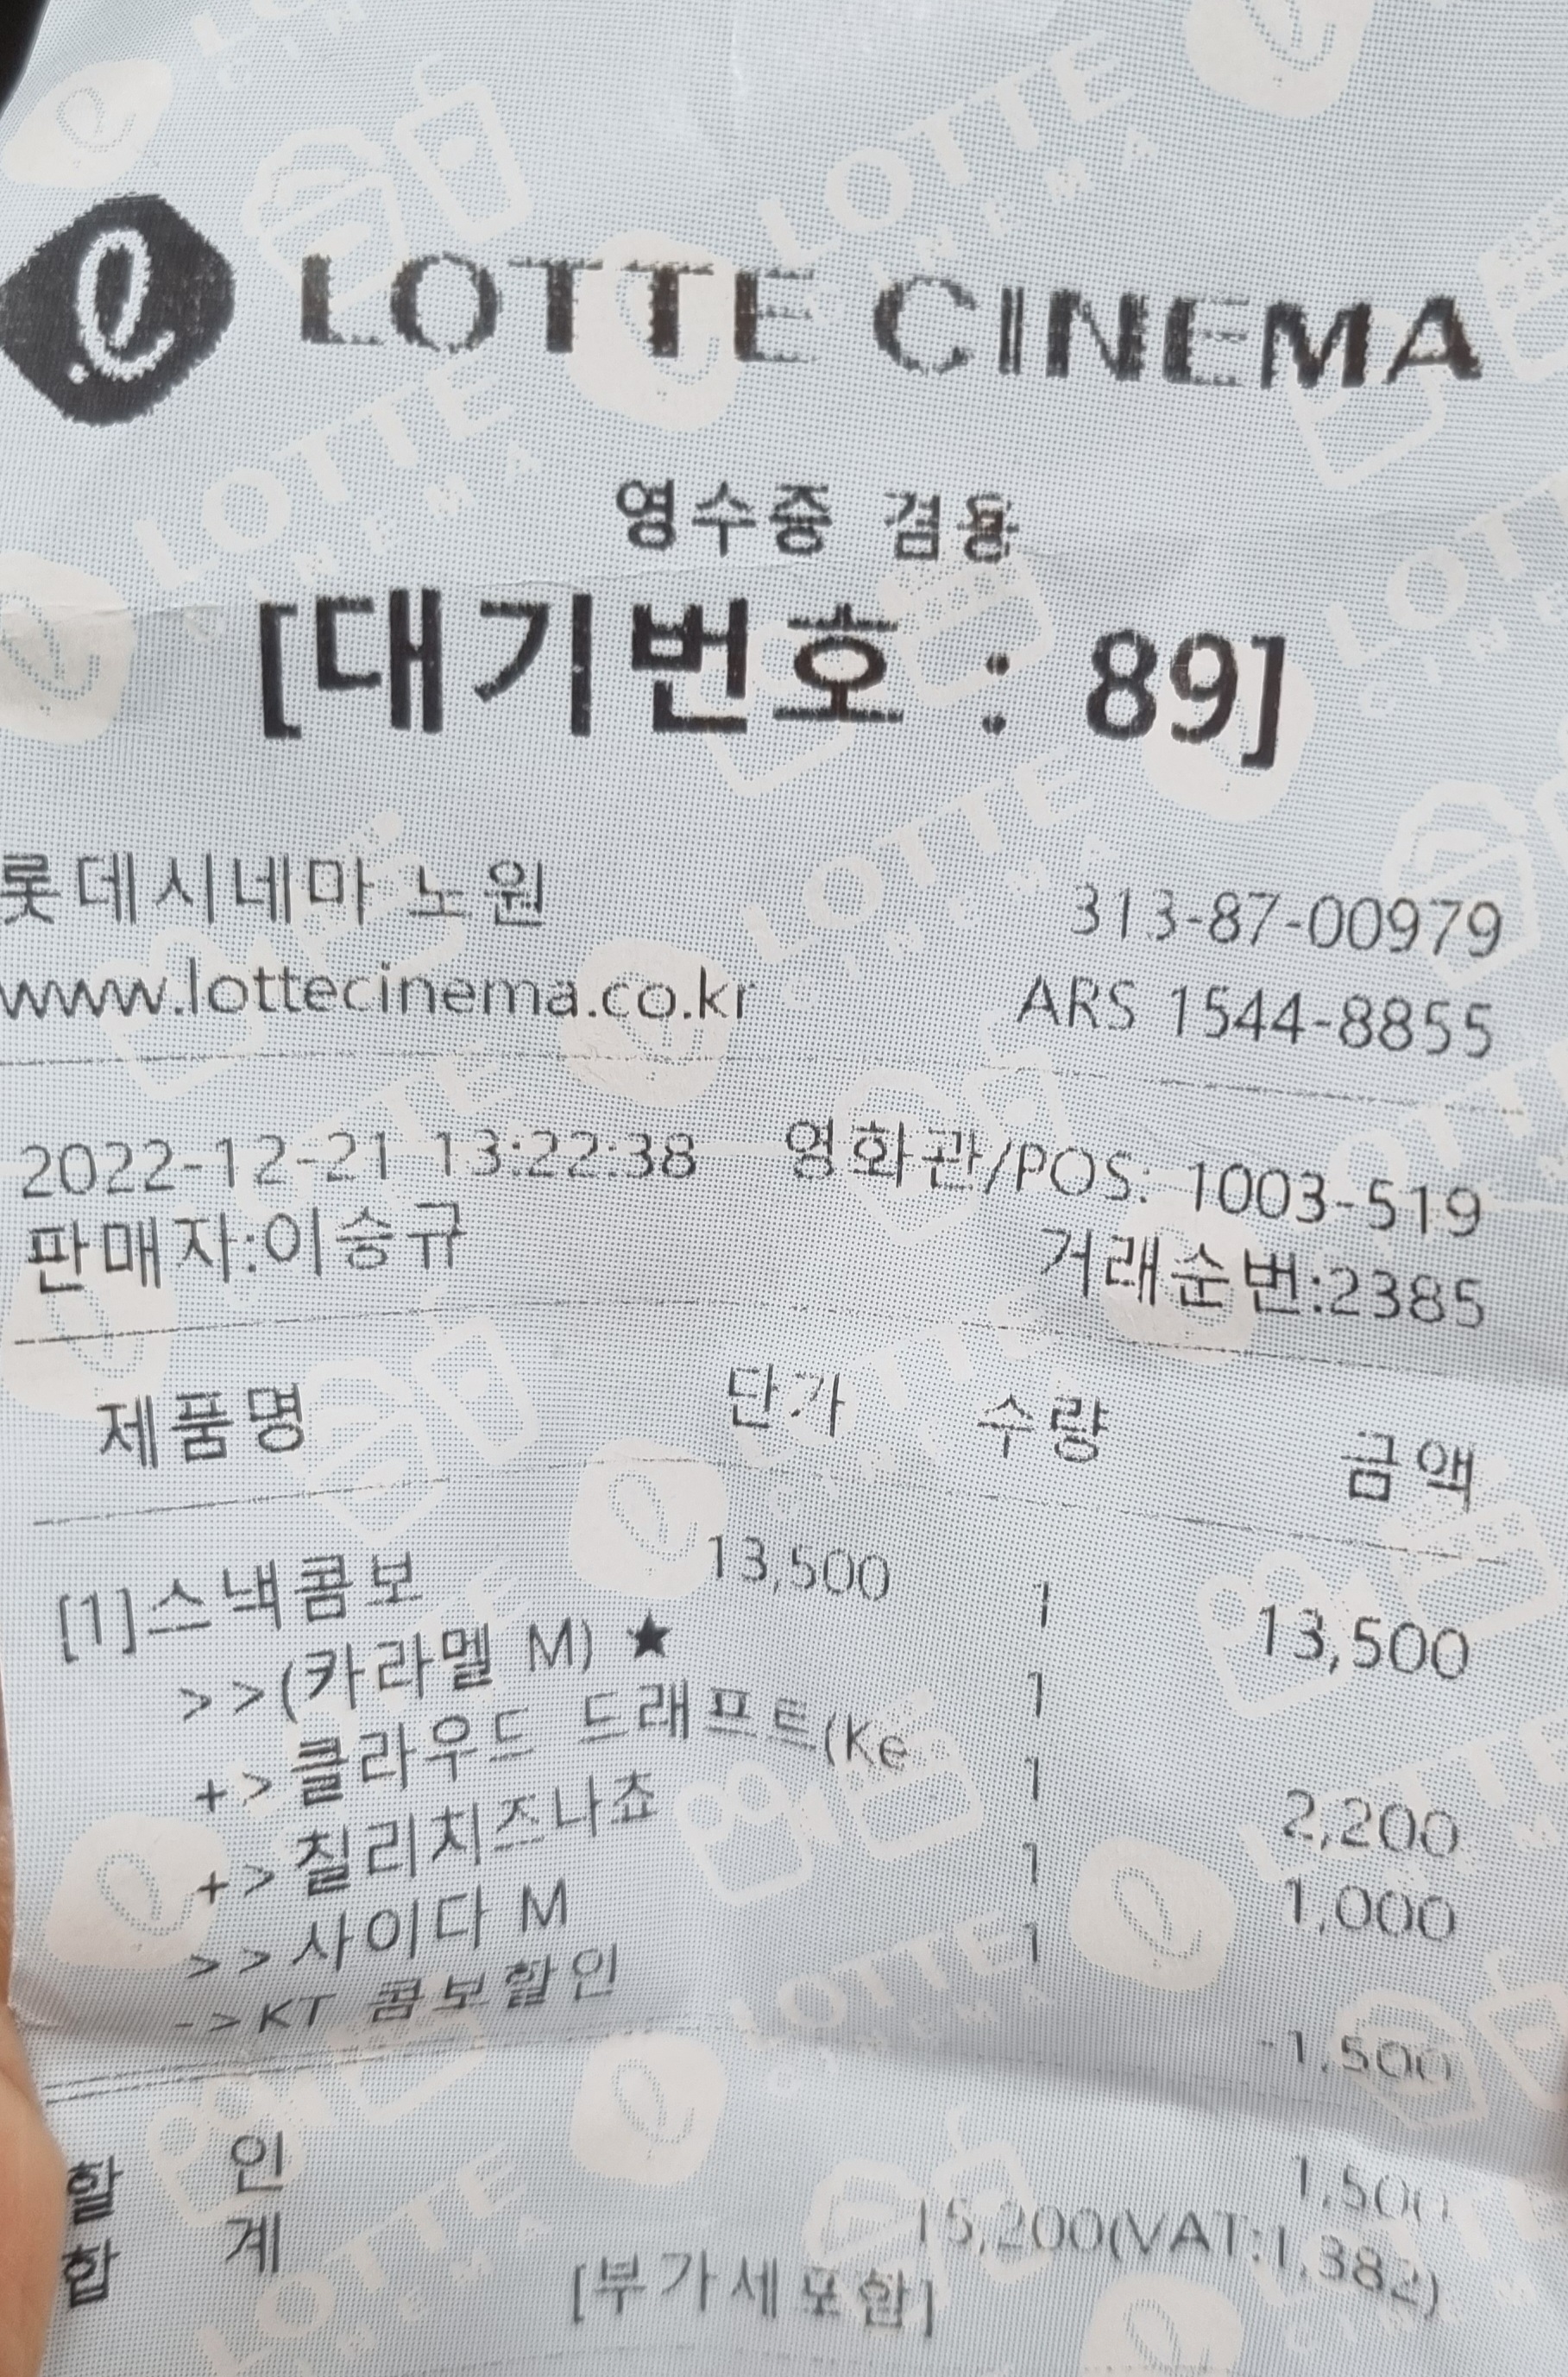 LOTTE CINEMA
영수증 겸용
[대기번호 : 89]
롯데시네마 노원 313-87-00979
www.lottecinema.co.kr ARS 1544-8855
2022-12-21 13:22:38 영화관/POS: 1003-519
판매자:이승규 거래순번:2385
제품명 단가 수량 금액
[1]스낵콤보 13,500 1 13,500
>>(카라멜 M) ★ 1
+>클라우드 드래프트(Ke 1 2,200
+>칠리치즈나쵸 1 1,000
>>사이다 M 1
->KT 콤보할인 -1,500
할 인 1,500
합 계 15,200(VAT:1,382)
[부가세포함]